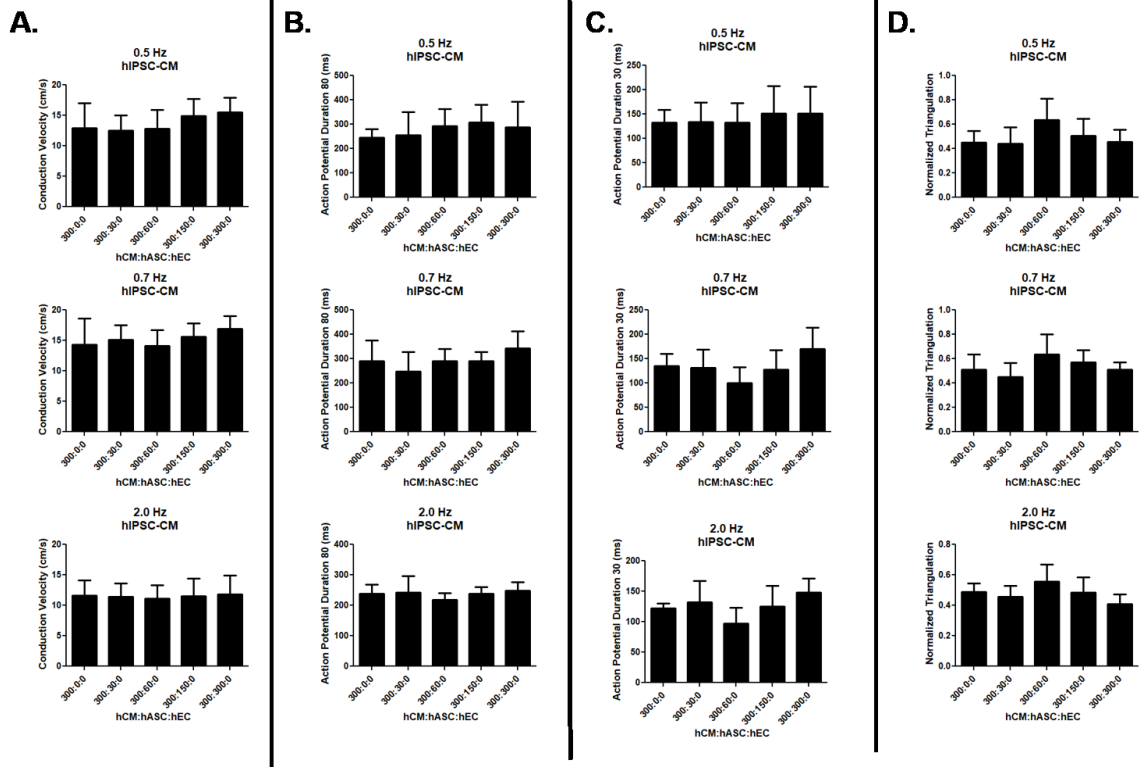 A.
0.5 Hz
hIPSC-CM
Conduction Velocity (cm/s)
20
15
10
5
0
300:0:0
300:30:0
300:60:0
300:150:0
300:300:0
hCM:hASC:hEC
0.7 Hz
hIPSC-CM
Conduction Velocity (cm/s)
20
15
10
5
0
300:0:0
300:30:0
300:60:0
300:150:0
300:300:0
hCM:hASC:hEC
2.0 Hz
hIPSC-CM
Conduction Velocity (cm/s)
20
15
10
5
0
300:0:0
300:30:0
300:60:0
300:150:0
300:300:0
hCM:hASC:hEC
B.
0.5 Hz
hIPSC-CM
Action Potential Duration 80 (ms)
500
400
300
200
100
0
300:0:0
300:30:0
300:60:0
300:150:0
300:300:0
hCM:hASC:hEC
0.7 Hz
hIPSC-CM
Action Potential Duration 80 (ms)
500
400
300
200
100
0
300:0:0
300:30:0
300:60:0
300:150:0
300:300:0
hCM:hASC:hEC
2.0 Hz
hIPSC-CM
Action Potential Duration 80 (ms)
400
300
200
100
0
300:0:0
300:30:0
300:60:0
300:150:0
300:300:0
hCM:hASC:hEC
C.
0.5 Hz
hIPSC-CM
Action Potential Duration 30 (ms)
250
200
150
100
50
0
300:0:0
300:30:0
300:60:0
300:150:0
300:300:0
hCM:hASC:hEC
0.7 Hz
hIPSC-CM
Action Potential Duration 30 (ms)
250
200
150
100
50
0
300:0:0
300:30:0
300:60:0
300:150:0
300:300:0
hCM:hASC:hEC
2.0 Hz
hIPSC-CM
Action Potential Duration 30 (ms)
200
150
100
50
0
300:0:0
300:30:0
300:60:0
300:150:0
300:300:0
hCM:hASC:hEC
D.
0.5 Hz
hIPSC-CM
Normalized Triangulation
1.0
0.8
0.6
0.4
0.2
0.0
300:0:0
300:30:0
300:60:0
300:150:0
300:300:0
hCM:hASC:hEC
0.7 Hz
hIPSC-CM
Normalized Triangulation
1.0
0.8
0.6
0.4
0.2
0.0
300:0:0
300:30:0
300:60:0
300:150:0
300:300:0
hCM:hASC:hEC
2.0 Hz
hIPSC-CM
Normalized Triangulation
0.8
0.6
0.4
0.2
0.0
300:0:0
300:30:0
300:60:0
300:150:0
300:300:0
hCM:hASC:hEC